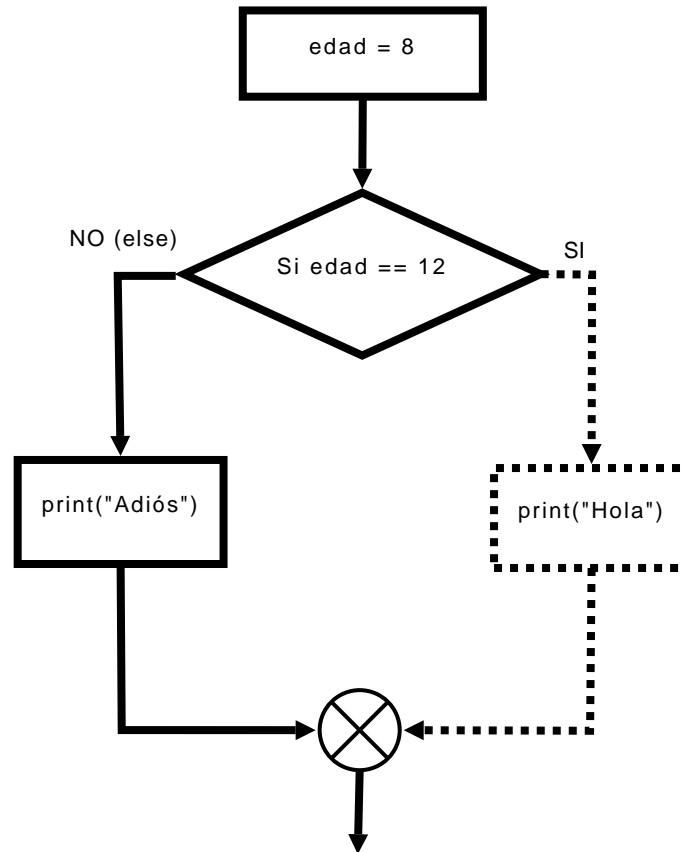 edad = 8
NO (else)
SI
Si edad == 12
print("Adiós")
print("Hola")